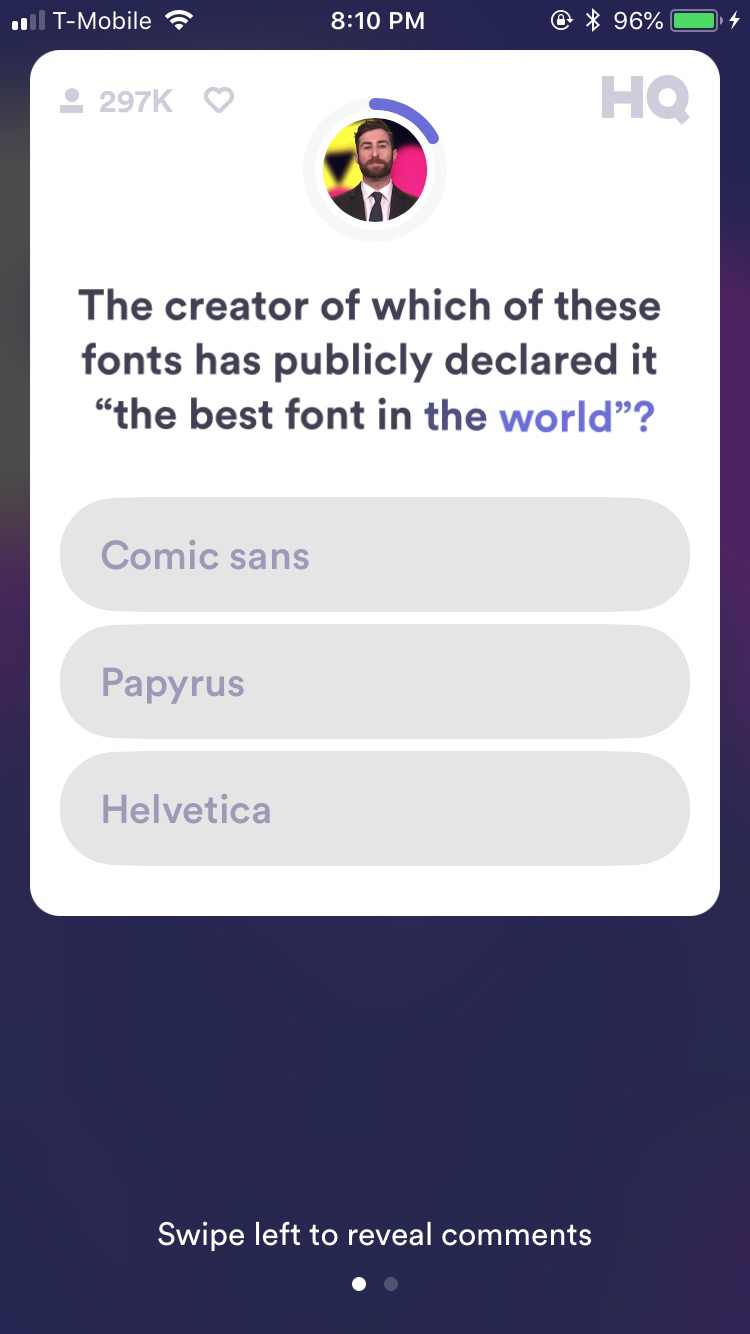 T-Mobile 8:10 PM 96%
297K HQ
The creator of which of these
fonts has publicly declared it
“the best font in the world”?
Comic sans
Papyrus
Helvetica
Swipe left to reveal comments